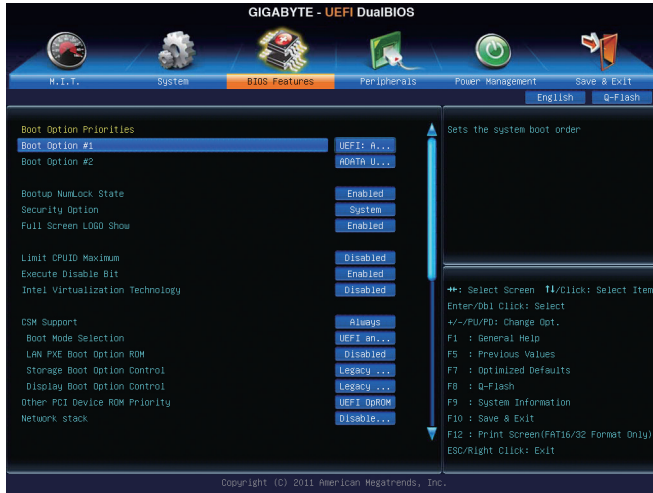 GIGABYTE - UEFI DualBIOS
M.I.T. System BIOS Features Peripherals Power Management Save & Exit
English Q-Flash
Boot Option Priorities
Boot Option #1 UEFI: A...
Boot Option #2 ADATA U...
Bootup NumLock State Enabled
Security Option System
Full Screen LOGO Show Enabled
Limit CPUID Maximum Disabled
Execute Disable Bit Enabled
Intel Virtualization Technology Disabled
CSM Support Always
Boot Mode Selection UEFI an...
LAN PXE Boot Option ROM Disabled
Storage Boot Option Control Legacy ...
Display Boot Option Control Legacy ...
Other PCI Device ROM Priority UEFI OpROM
Network stack Disable...
Sets the system boot order
→←: Select Screen ↑↓/Click: Select Item
Enter/Dbl Click: Select
+/-/PU/PD: Change Opt.
F1 : General Help
F5 : Previous Values
F7 : Optimized Defaults
F8 : Q-Flash
F9 : System Information
F10 : Save & Exit
F12 : Print Screen(FAT16/32 Format Only)
ESC/Right Click: Exit
Copyright (C) 2011 American Megatrends, Inc.